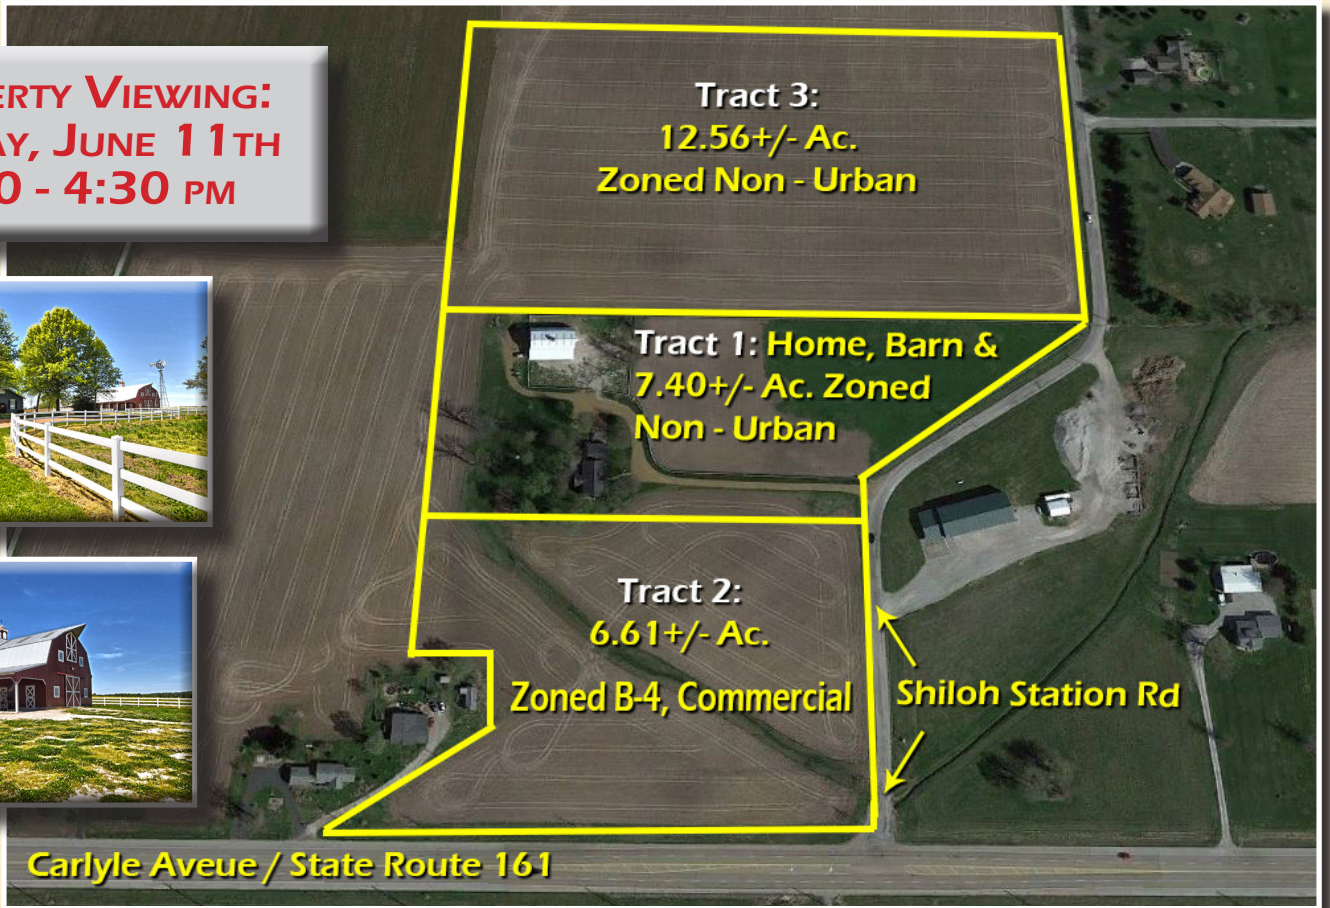 ERTY VIEWING:
AY, JUNE 11TH
0 - 4:30 PM
Tract 3:
12.56+/- Ac.
Zoned Non - Urban
Tract 1: Home, Barn &
7.40+/- Ac. Zoned
Non - Urban
Tract 2:
6.61+/- Ac.
Zoned B-4, Commercial
Shiloh Station Rd
Carlyle Aveue / State Route 161